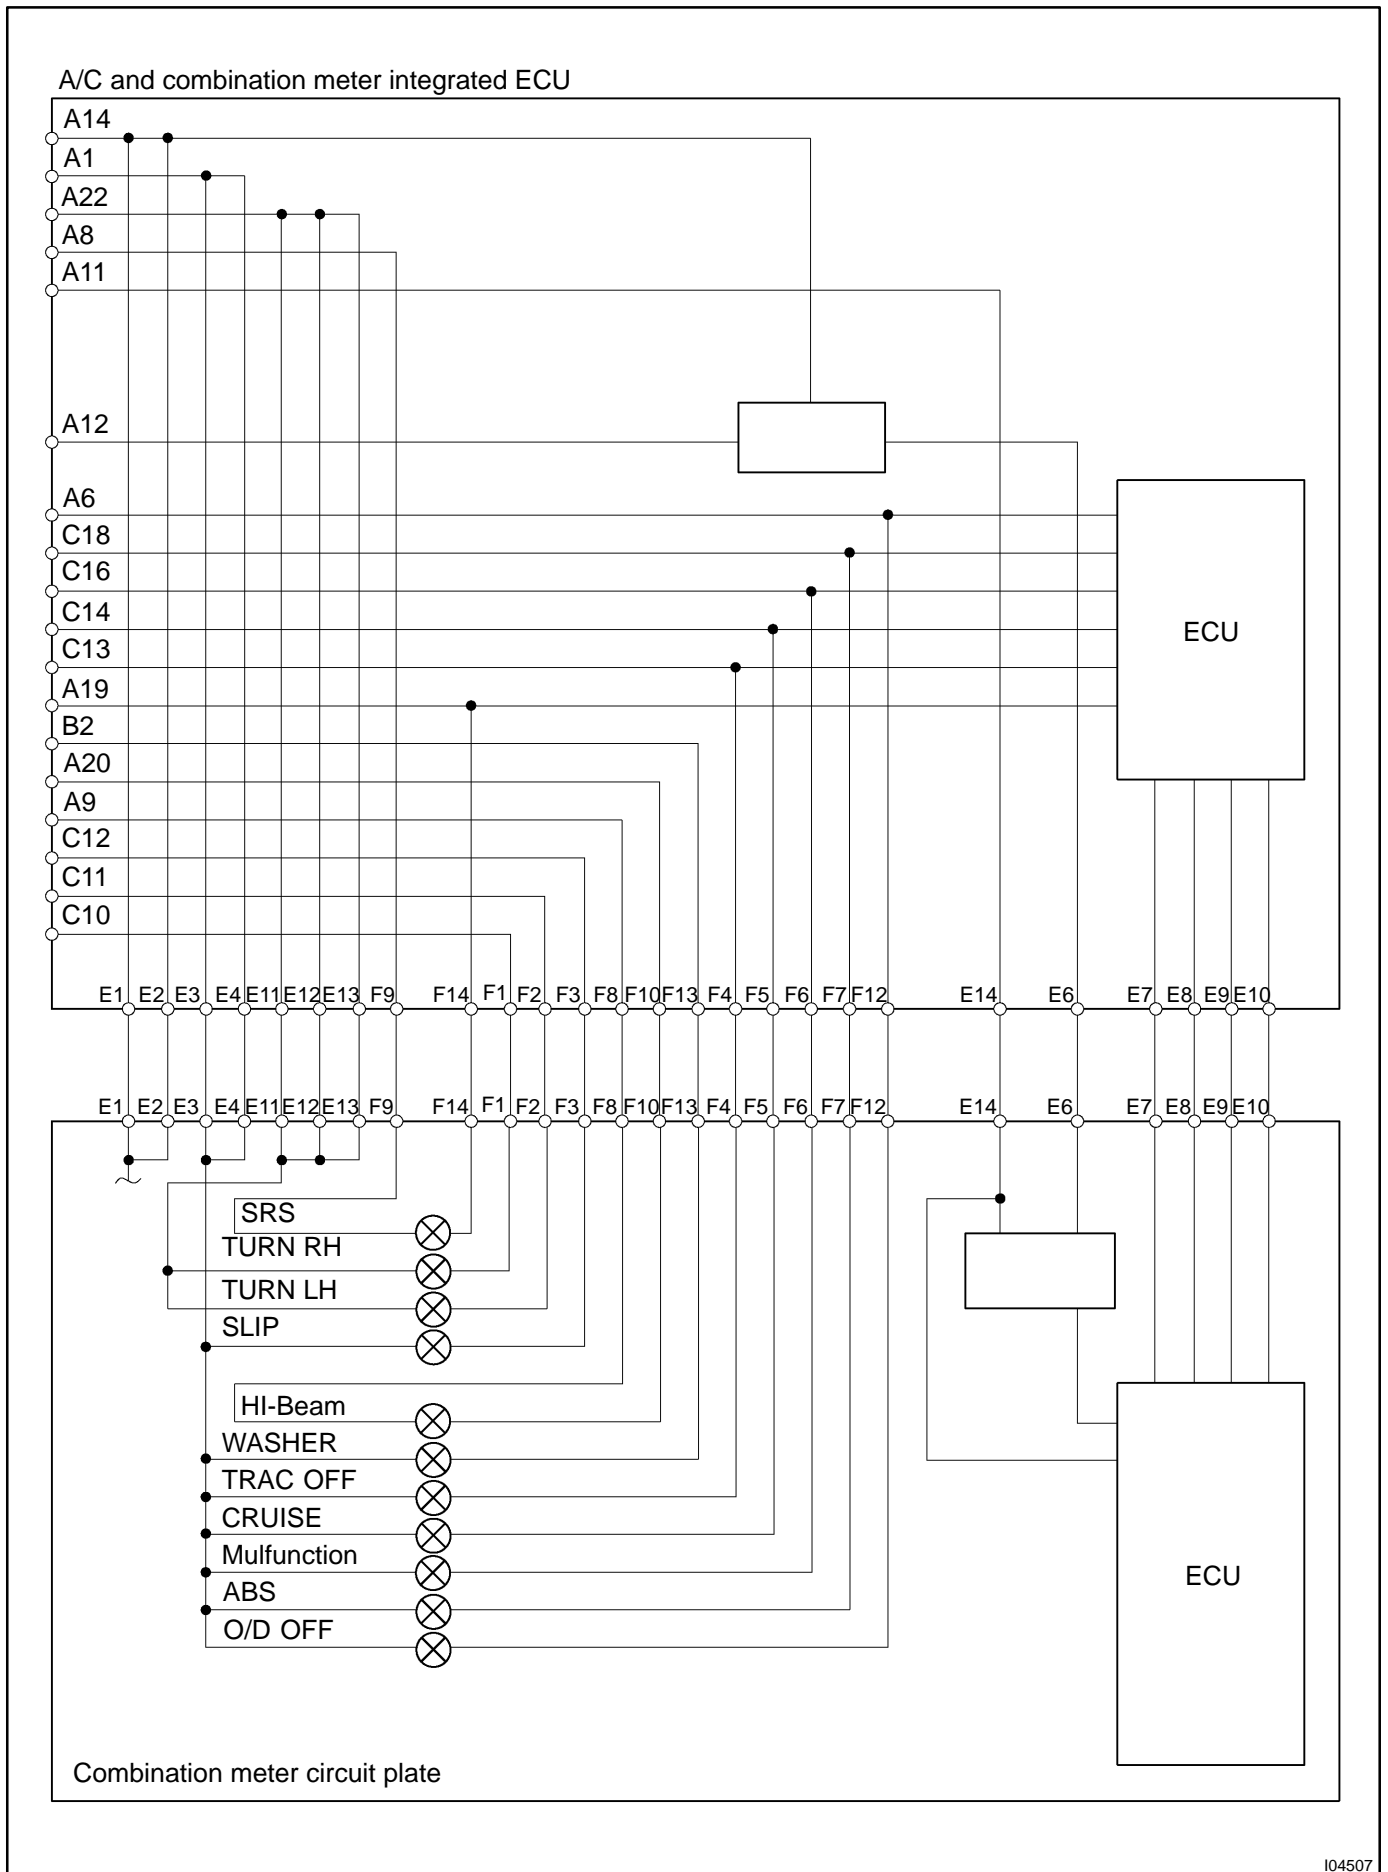 A/C and combination meter integrated ECU
A14
A1
A22
A8
A11
A12
A6
C18
C16
C14
C13
A19
B2
A20
A9
C12
C11
C10
ECU
E1 E2 E3 E4 E11 E12 E13 F9 F14 F1 F2 F3 F8 F10 F13 F4 F5 F6 F7 F12 E14 E6 E7 E8 E9 E10
E1 E2 E3 E4 E11 E12 E13 F9 F14 F1 F2 F3 F8 F10 F13 F4 F5 F6 F7 F12 E14 E6 E7 E8 E9 E10
SRS
TURN RH
TURN LH
SLIP
HI-Beam
WASHER
TRAC OFF
CRUISE
Mulfunction
ABS
O/D OFF
ECU
Combination meter circuit plate
I04507